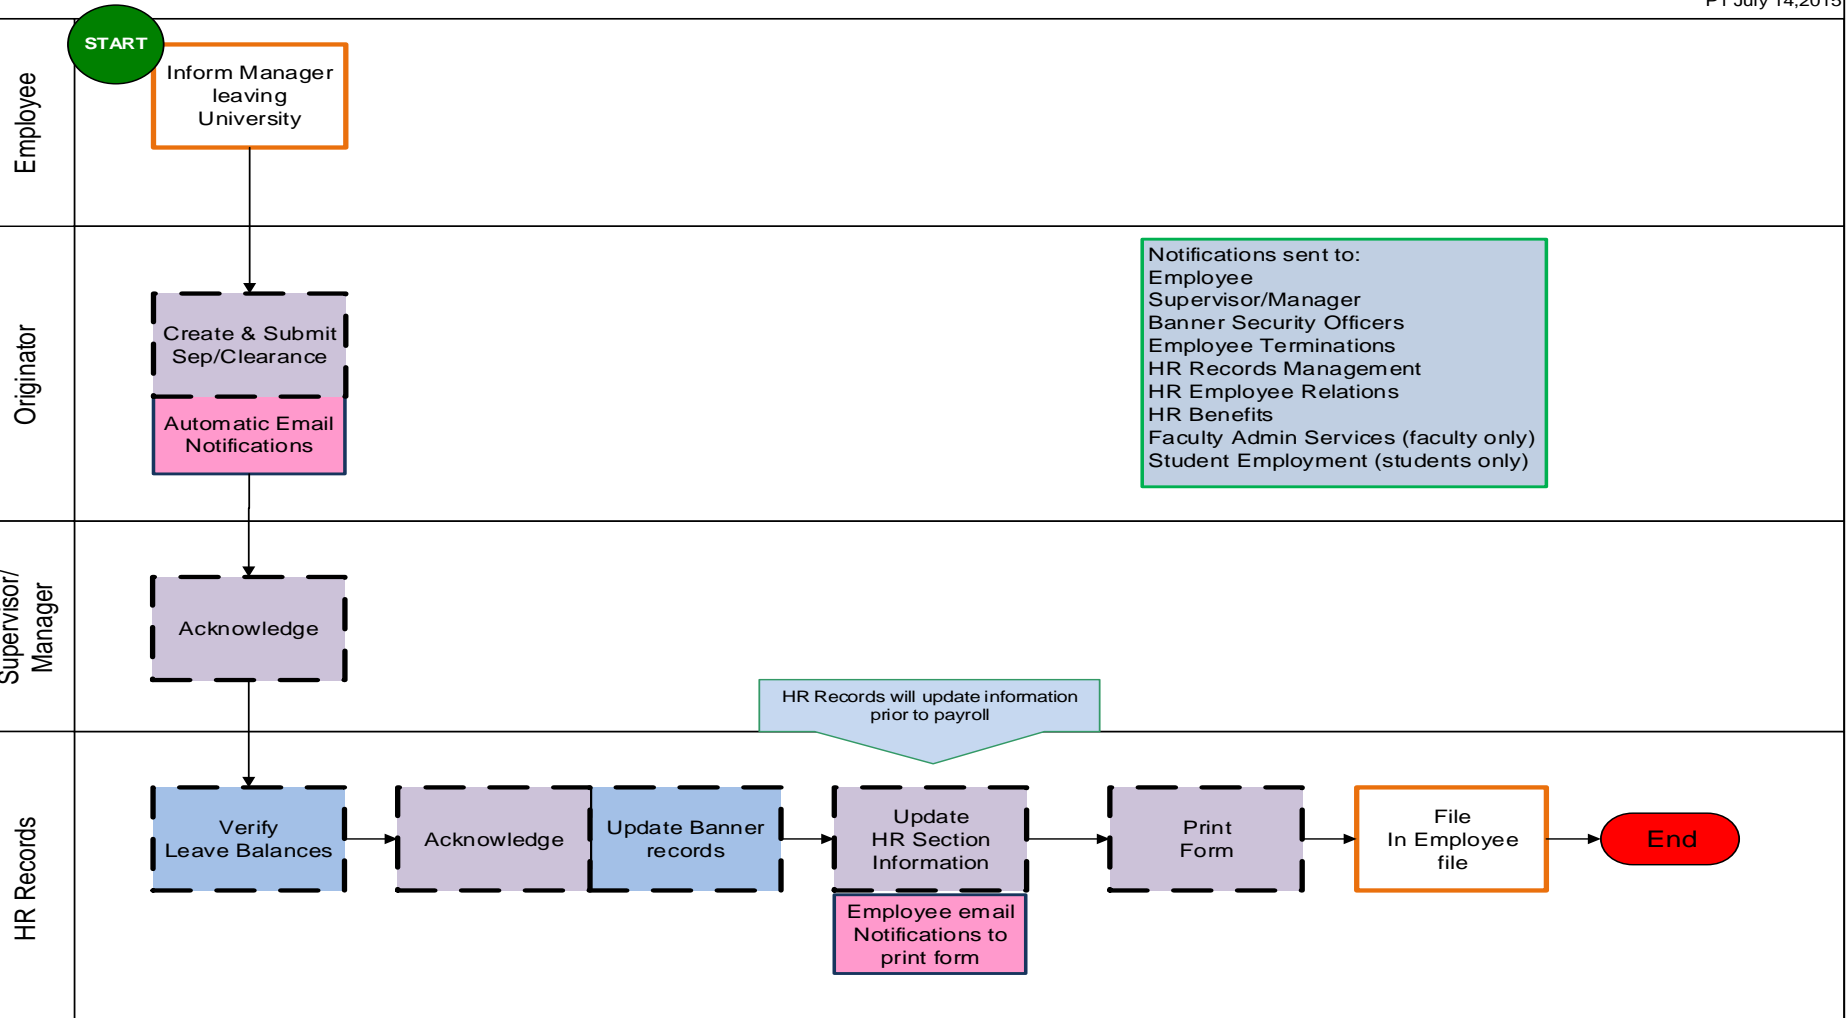 PT July 14,2015
START
Employee
Inform Manager
leaving
University
Originator
Create & Submit
Sep/Clearance
Automatic Email
Notifications
Notifications sent to:
Employee
Supervisor/Manager
Banner Security Officers
Employee Terminations
HR Records Management
HR Employee Relations
HR Benefits
Faculty Admin Services (faculty only)
Student Employment (students only)
Supervisor/
Manager
Acknowledge
HR Records will update information
prior to payroll
HR Records
Verify
Leave Balances
Acknowledge
Update Banner
records
Update
HR Section
Information
Employee email
Notifications to
print form
Print
Form
File
In Employee
file
End